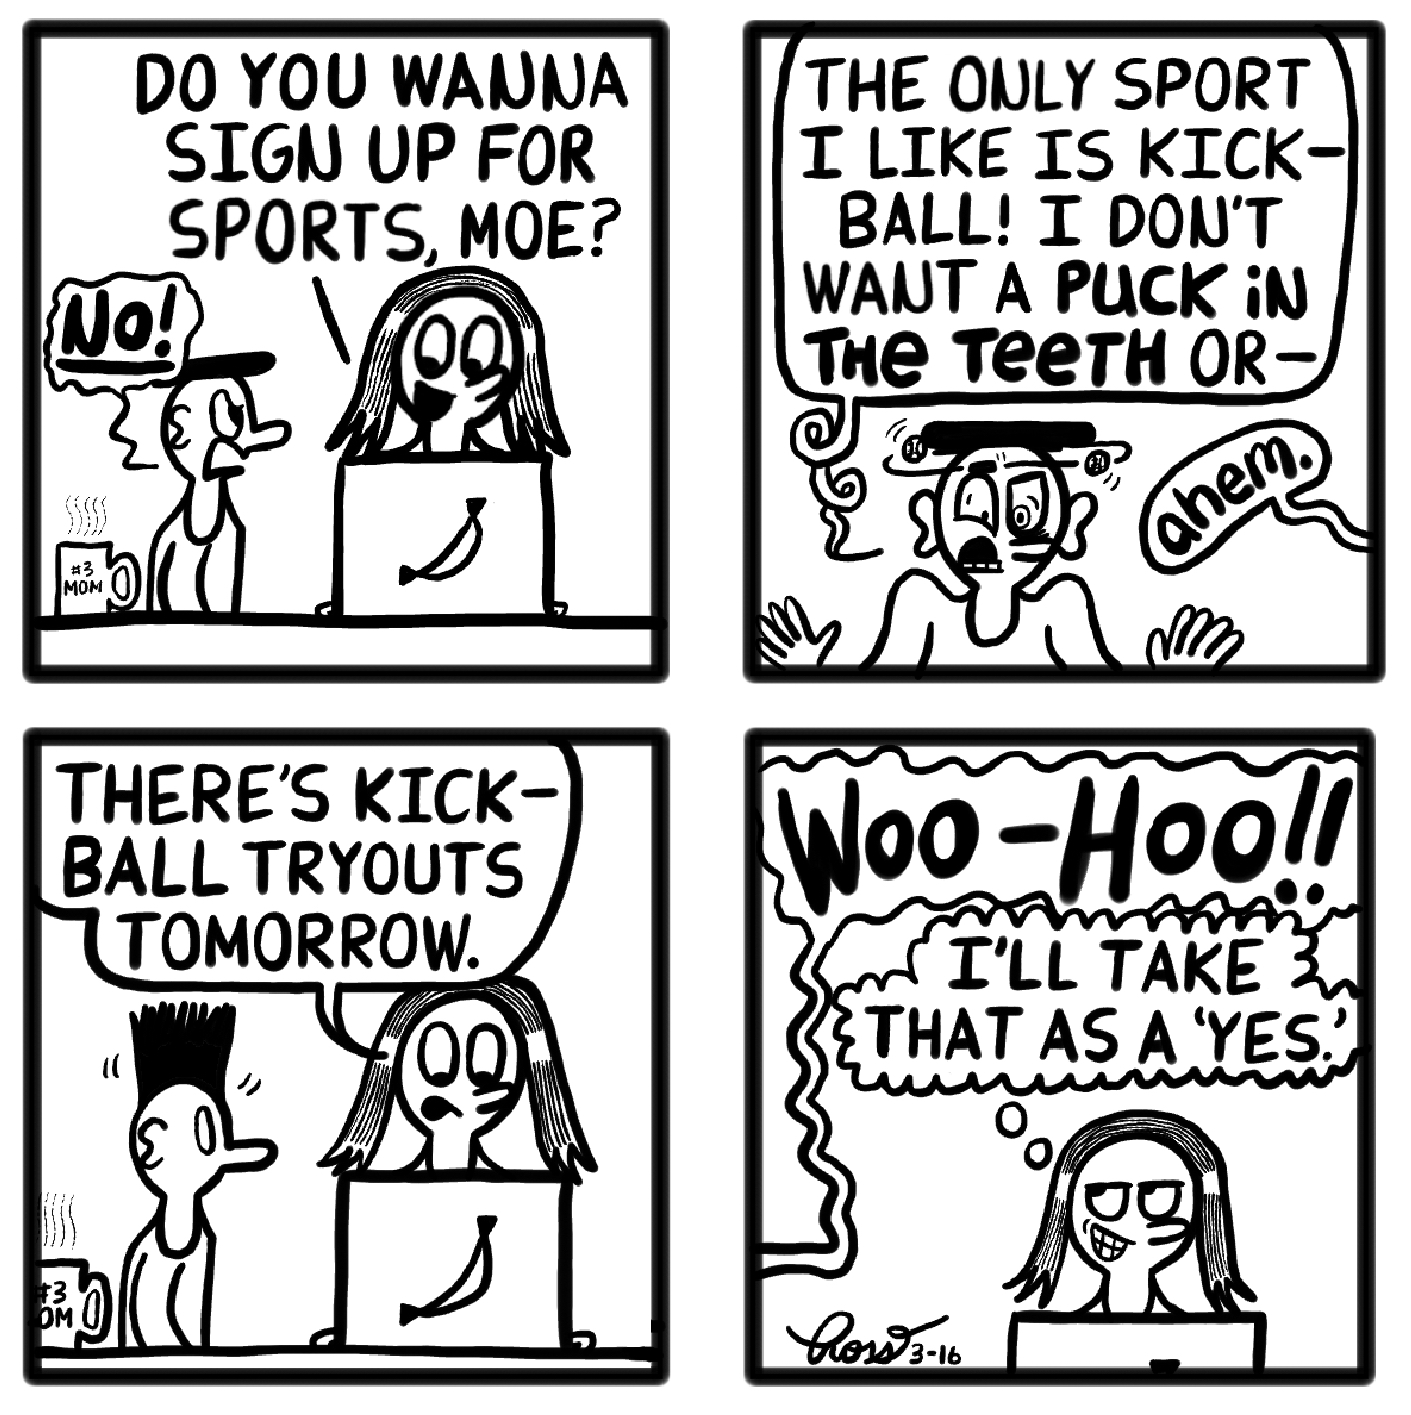 DO YOU WANNA
SIGN UP FOR
SPORTS, MOE?
No!
#3
MOM
THE ONLY SPORT
I LIKE IS KICK-
BALL! I DON'T
WANT A PUCK iN
THe TeeTH OR-
ahem.
THERE'S KICK-
BALL TRYOUTS
TOMORROW.
#3
OM
Woo-Hoo!!
I'LL TAKE
THAT AS A 'YES.'
Ross 3-16